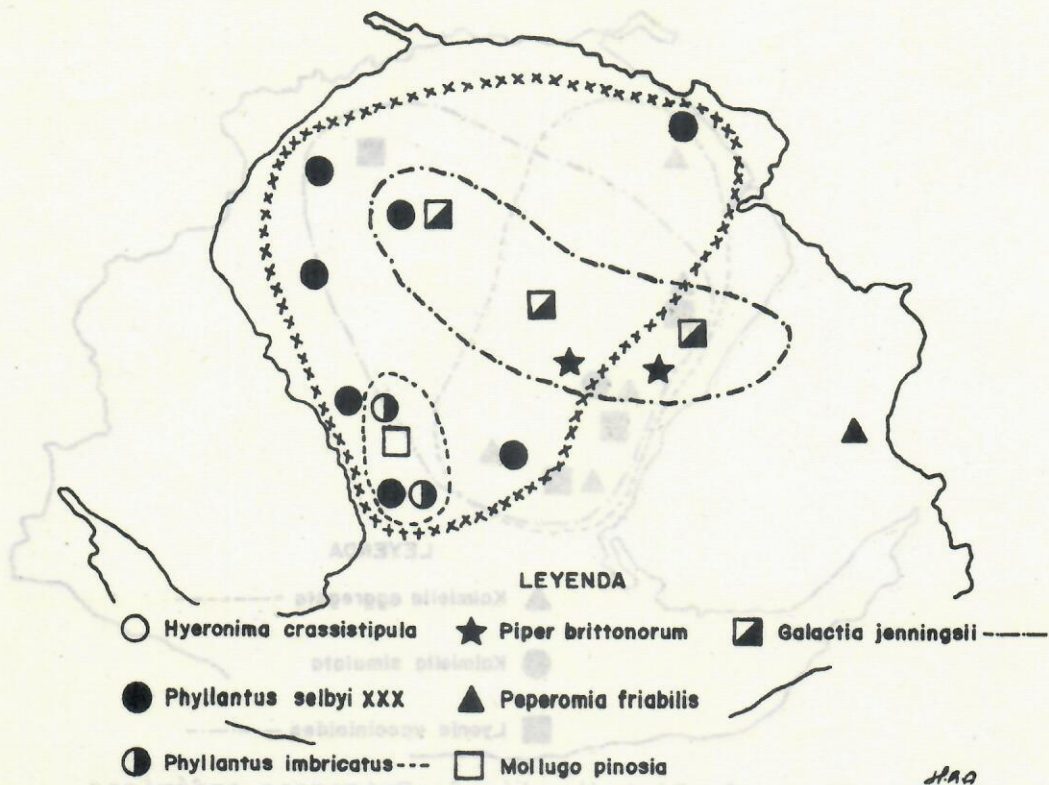 LEYENDA
Hyeronima crassistipula Piper brittonorum Galactia jenningsii
Phyllantus selbyi XXX Peperomia friabilis
Phyllantus imbricatus Mollugo pinosia
H.R.A